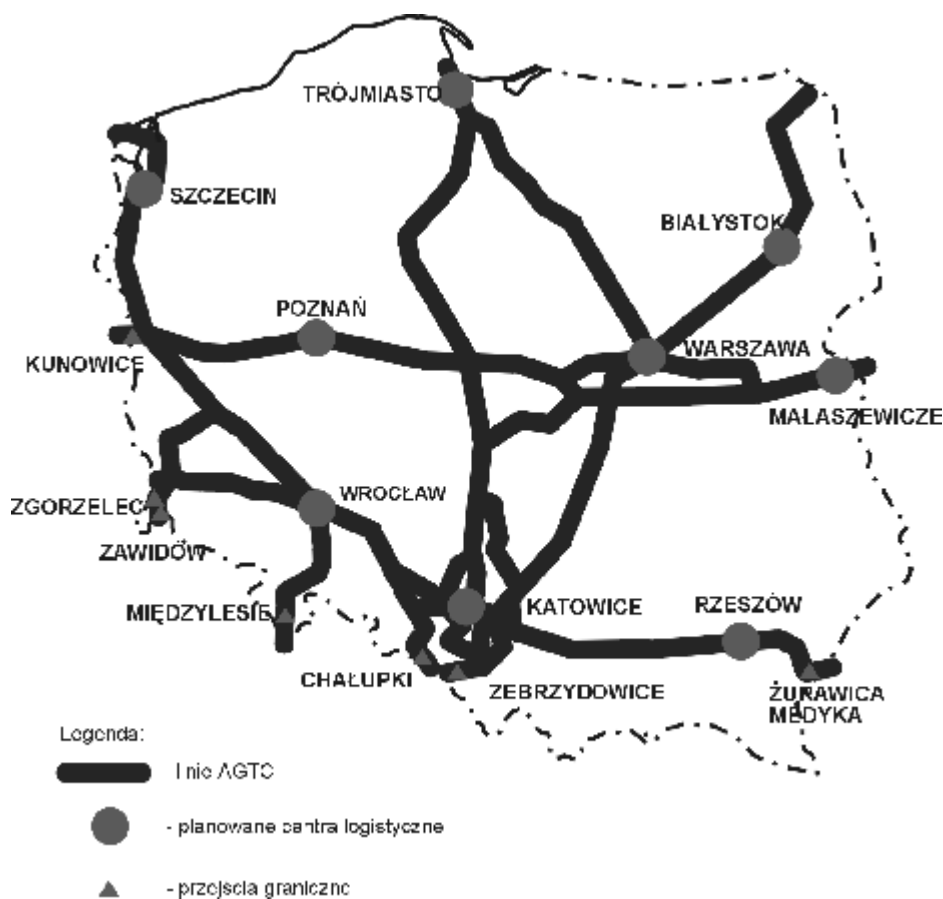 TRÓJMIASTO
SZCZECIN
BIAŁYSTOK
POZNAŃ
KUNOWICE
WARSZAWA
MAŁASZEWICZE
WROCŁAW
ZGORZELEC
ZAWIDÓW
MIĘDZYLESIE
KATOWICE
RZESZÓW
CHAŁUPKI
ZEBRZYDOWICE
ŻURAWICA
MEDYKA
Legenda:
linie AGTC
- planowane centra logistyczne
- przejścia graniczne